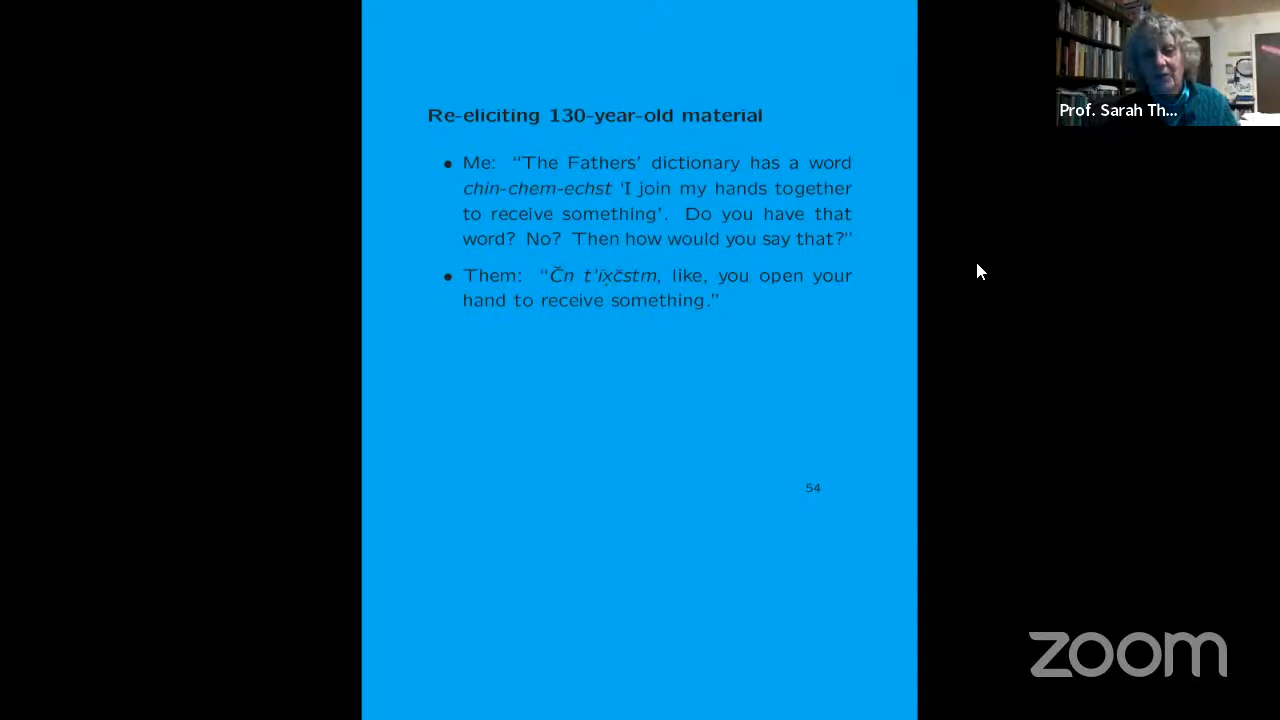 Re-eliciting 130-year-old material
• Me: “The Fathers’ dictionary has a word
chin-chem-echst ‘I join my hands together
to receive something’. Do you have that
word? No? Then how would you say that?”
• Them: “Čn t’íx̣čstm, like, you open your
hand to receive something.”
54
Prof. Sarah Th...
zoom